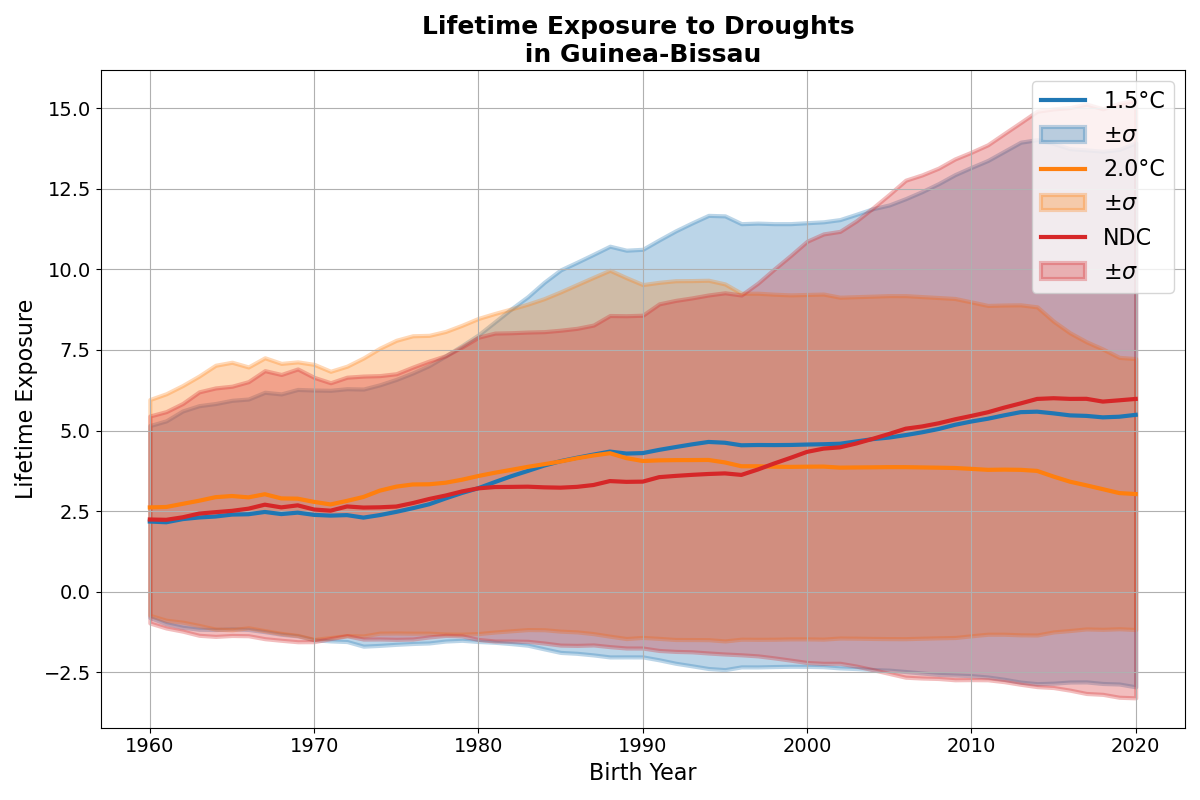 Lifetime Exposure to Droughts
in Guinea-Bissau
15.0
12.5
10.0
7.5
5.0
2.5
0.0
−2.5
Lifetime Exposure
1960
1970
1980
1990
2000
2010
2020
Birth Year
1.5°C
±σ
2.0°C
±σ
NDC
±σ